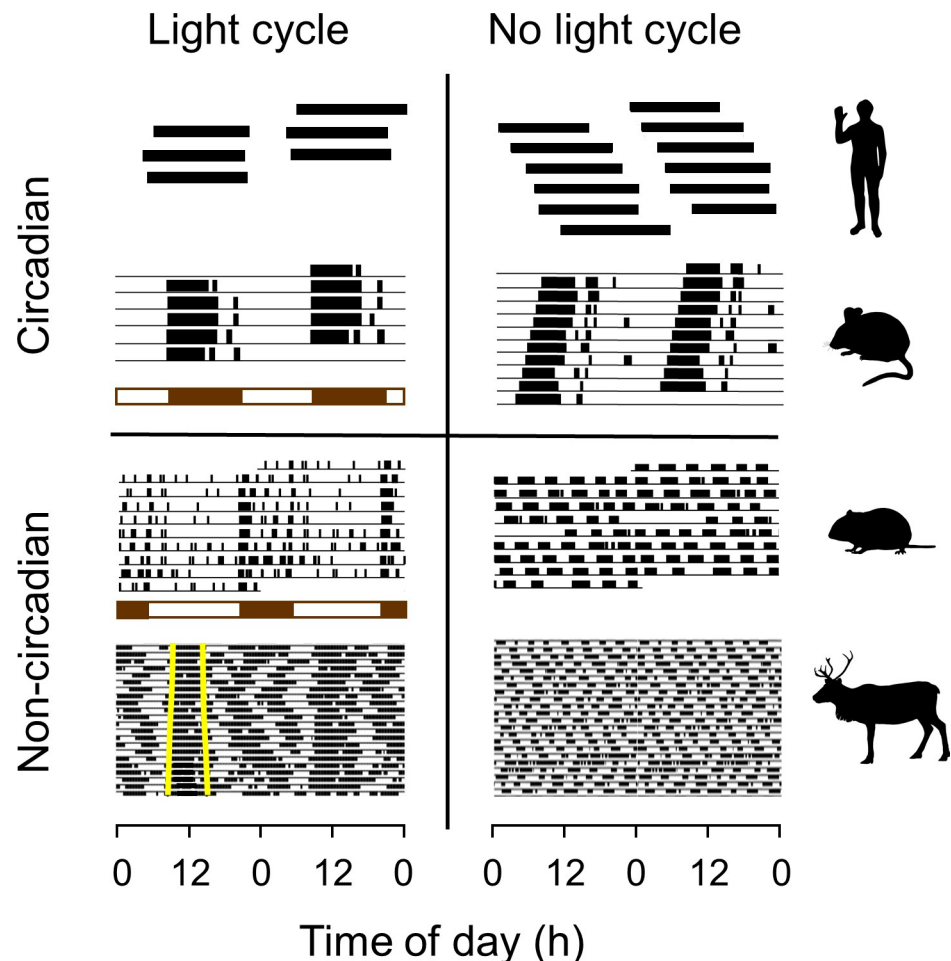 Light cycle
No light cycle
Circadian
Non-circadian
0 12 0 12 0
0 12 0 12 0
Time of day (h)